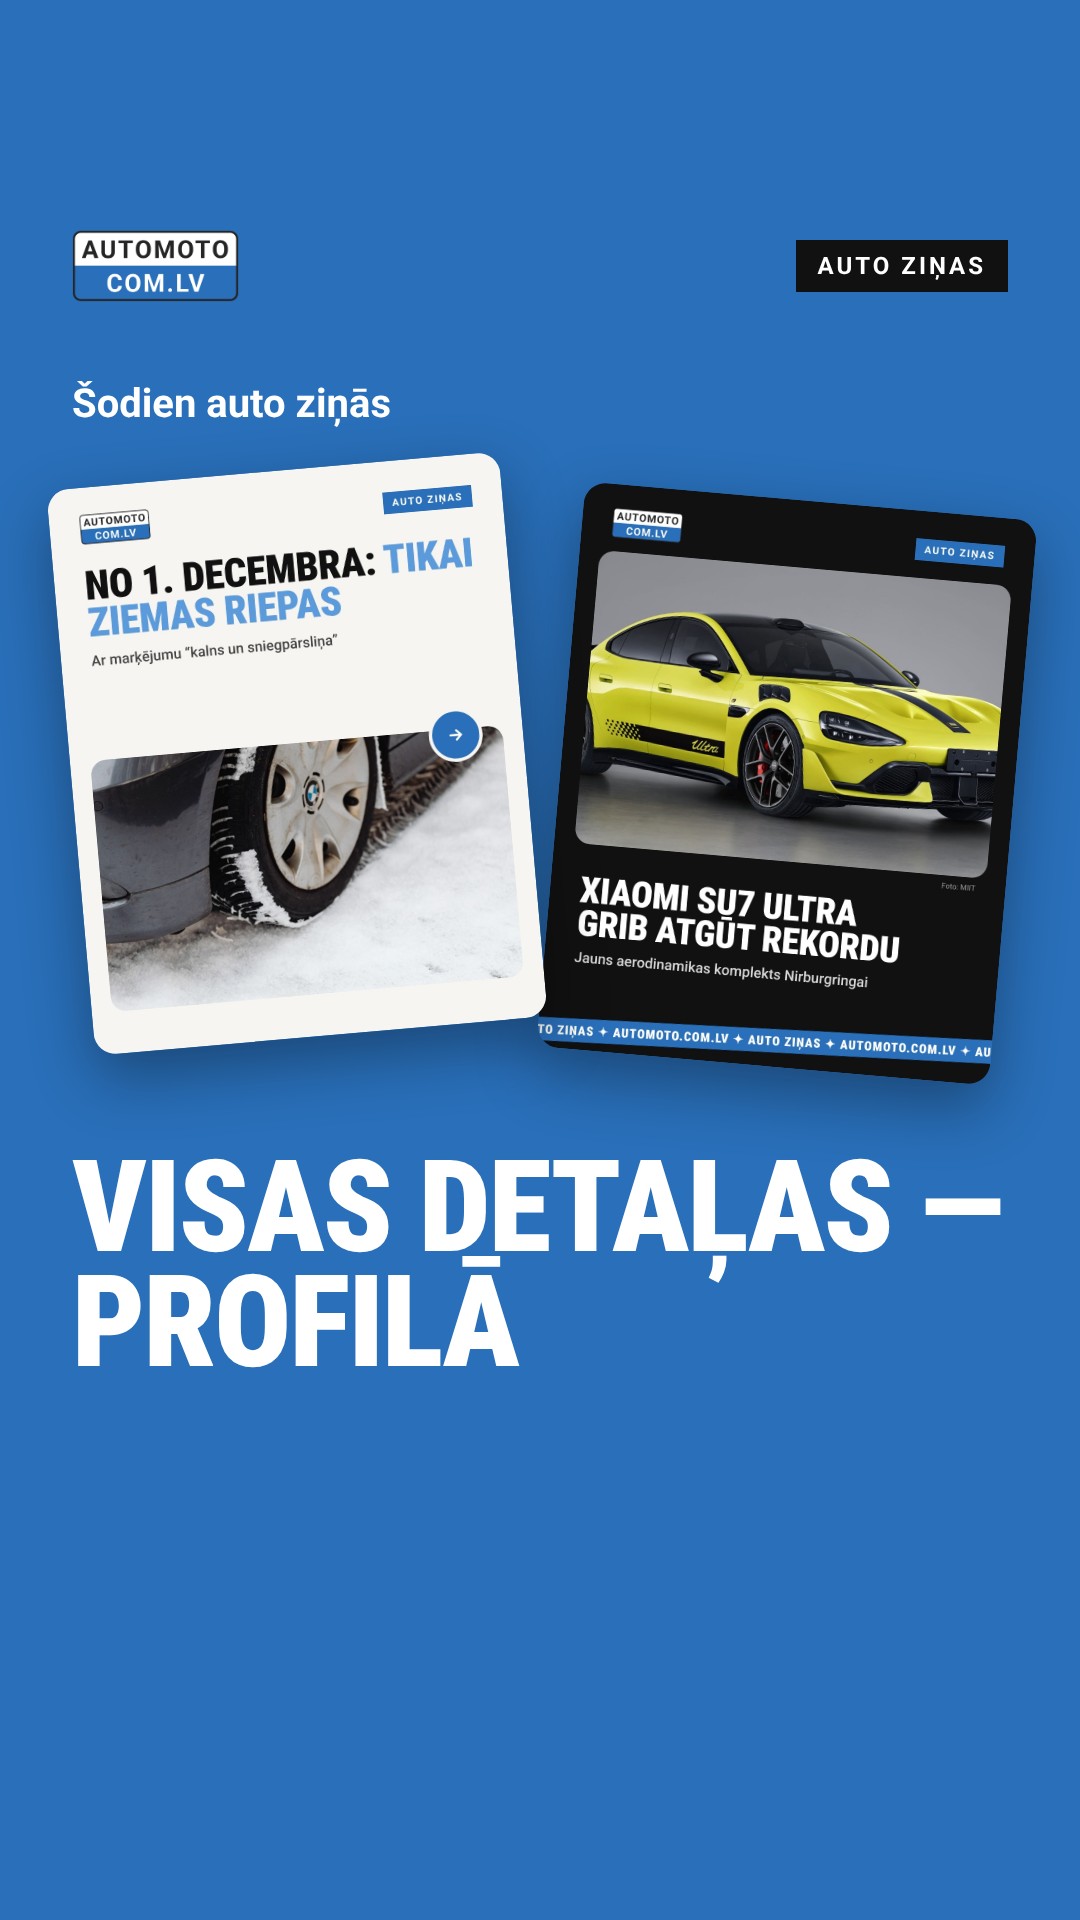 AUTOMOTO
COM.LV
AUTO ZIŅAS
Šodien auto ziņās
AUTOMOTO
COM.LV
AUTO ZIŅAS
NO 1. DECEMBRA: TIKAI
ZIEMAS RIEPAS
Ar marķējumu “kalns un sniegpārsliņa”
AUTOMOTO
COM.LV
AUTO ZIŅAS
Ultra
Foto: MIIT
XIAOMI SU7 ULTRA
GRIB ATGŪT REKORDU
Jauns aerodinamikas komplekts Nirburgringai
TO ZIŅAS ✦ AUTOMOTO.COM.LV ✦ AUTO ZIŅAS ✦ AUTOMOTO.COM.LV ✦ AU
VISAS DETAĻAS —
PROFILĀ